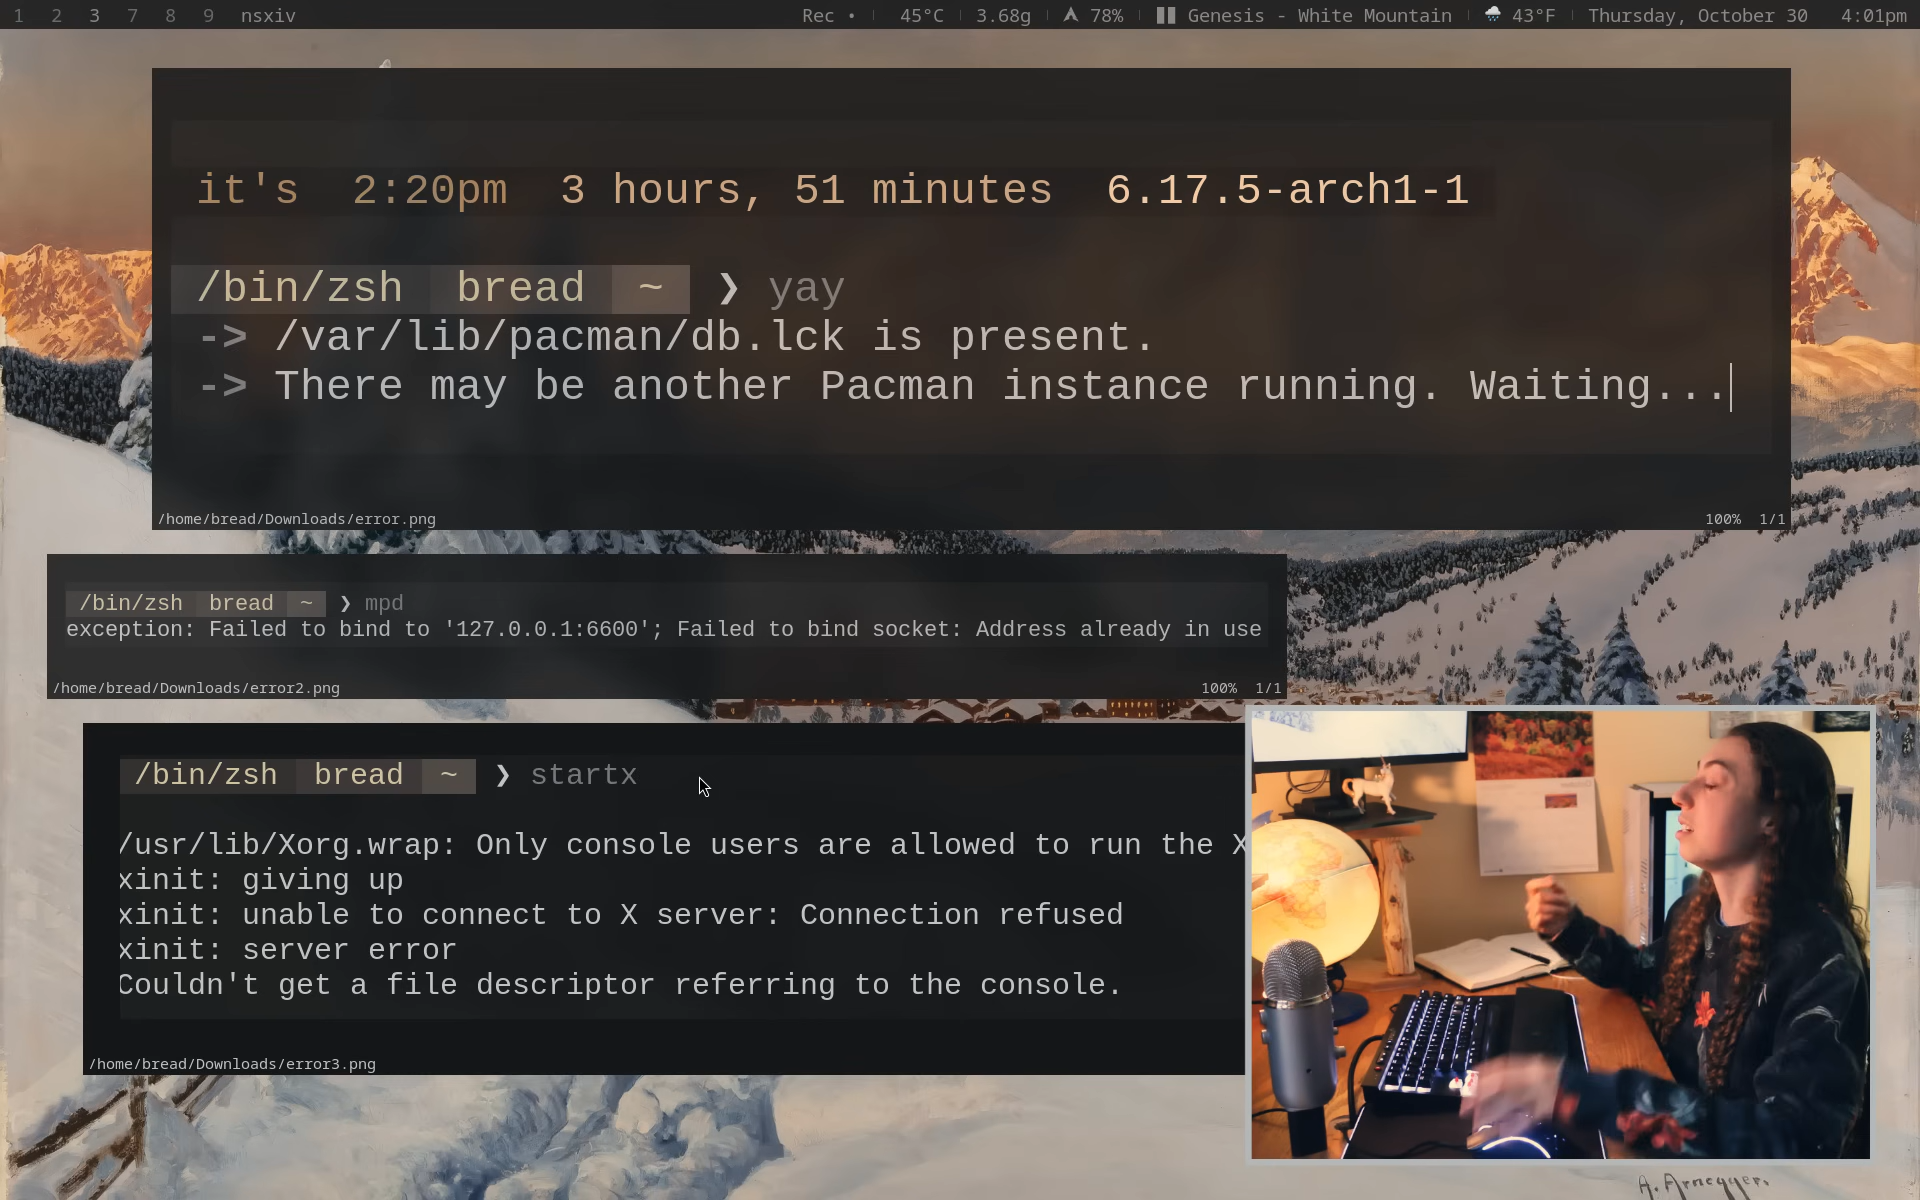 1 2 3 7 8 9 nsxiv
Rec • 45°C 3.68g 78% Genesis - White Mountain 43°F Thursday, October 30 4:01pm
it's 2:20pm 3 hours, 51 minutes 6.17.5-arch1-1
/bin/zsh bread ~ ❯ yay
-> /var/lib/pacman/db.lck is present.
-> There may be another Pacman instance running. Waiting...
/home/bread/Downloads/error.png 100% 1/1
/bin/zsh bread ~ ❯ mpd
exception: Failed to bind to '127.0.0.1:6600'; Failed to bind socket: Address already in use
/home/bread/Downloads/error2.png 100% 1/1
/bin/zsh bread ~ ❯ startx
/usr/lib/Xorg.wrap: Only console users are allowed to run the X
xinit: giving up
xinit: unable to connect to X server: Connection refused
xinit: server error
Couldn't get a file descriptor referring to the console.
/home/bread/Downloads/error3.png
A. Arnegger.